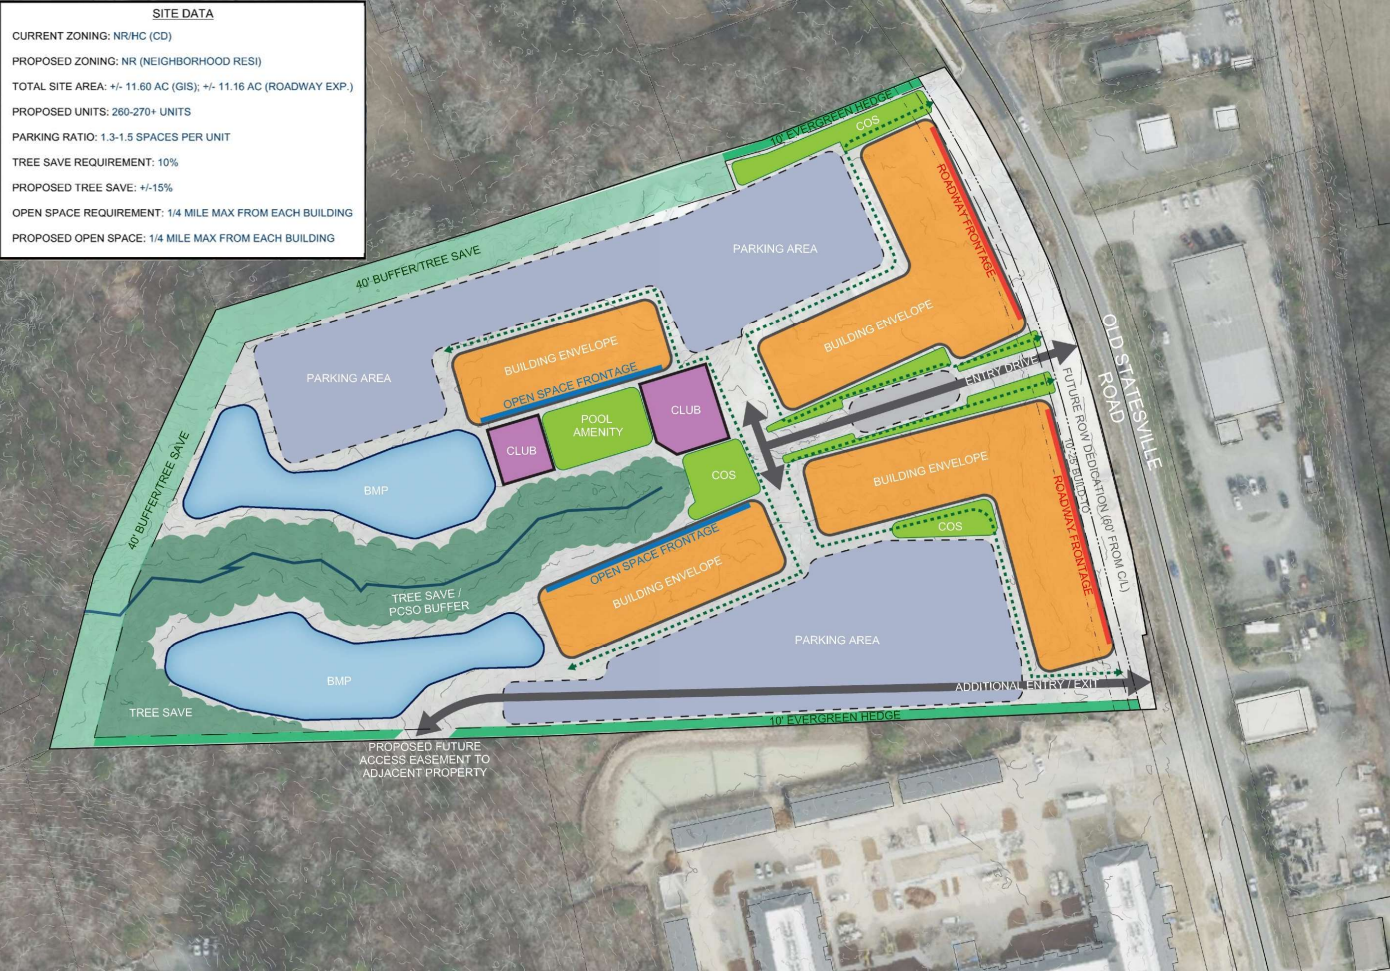 SITE DATA
CURRENT ZONING: NR/HC (CD)
PROPOSED ZONING: NR (NEIGHBORHOOD RESI)
TOTAL SITE AREA: +/- 11.60 AC (GIS); +/- 11.16 AC (ROADWAY EXP.)
PROPOSED UNITS: 260-270+ UNITS
PARKING RATIO: 1.3-1.5 SPACES PER UNIT
TREE SAVE REQUIREMENT: 10%
PROPOSED TREE SAVE: +/-15%
OPEN SPACE REQUIREMENT: 1/4 MILE MAX FROM EACH BUILDING
PROPOSED OPEN SPACE: 1/4 MILE MAX FROM EACH BUILDING
10' EVERGREEN HEDGE
COS
ROADWAY FRONTAGE
PARKING AREA
40' BUFFER/TREE SAVE
BUILDING ENVELOPE
BUILDING ENVELOPE
OPEN SPACE FRONTAGE
PARKING AREA
ENTRY DRIVE
OLD STATESVILLE
ROAD
FUTURE ROW DEDICATION (60' FROM C/L)
10'-25' BUILD-TO
CLUB
POOL
AMENITY
CLUB
COS
BUILDING ENVELOPE
ROADWAY FRONTAGE
BMP
40' BUFFER/TREE SAVE
COS
OPEN SPACE FRONTAGE
BUILDING ENVELOPE
TREE SAVE /
PCSO BUFFER
PARKING AREA
BMP
ADDITIONAL ENTRY / EXIT
TREE SAVE
10' EVERGREEN HEDGE
PROPOSED FUTURE
ACCESS EASEMENT TO
ADJACENT PROPERTY